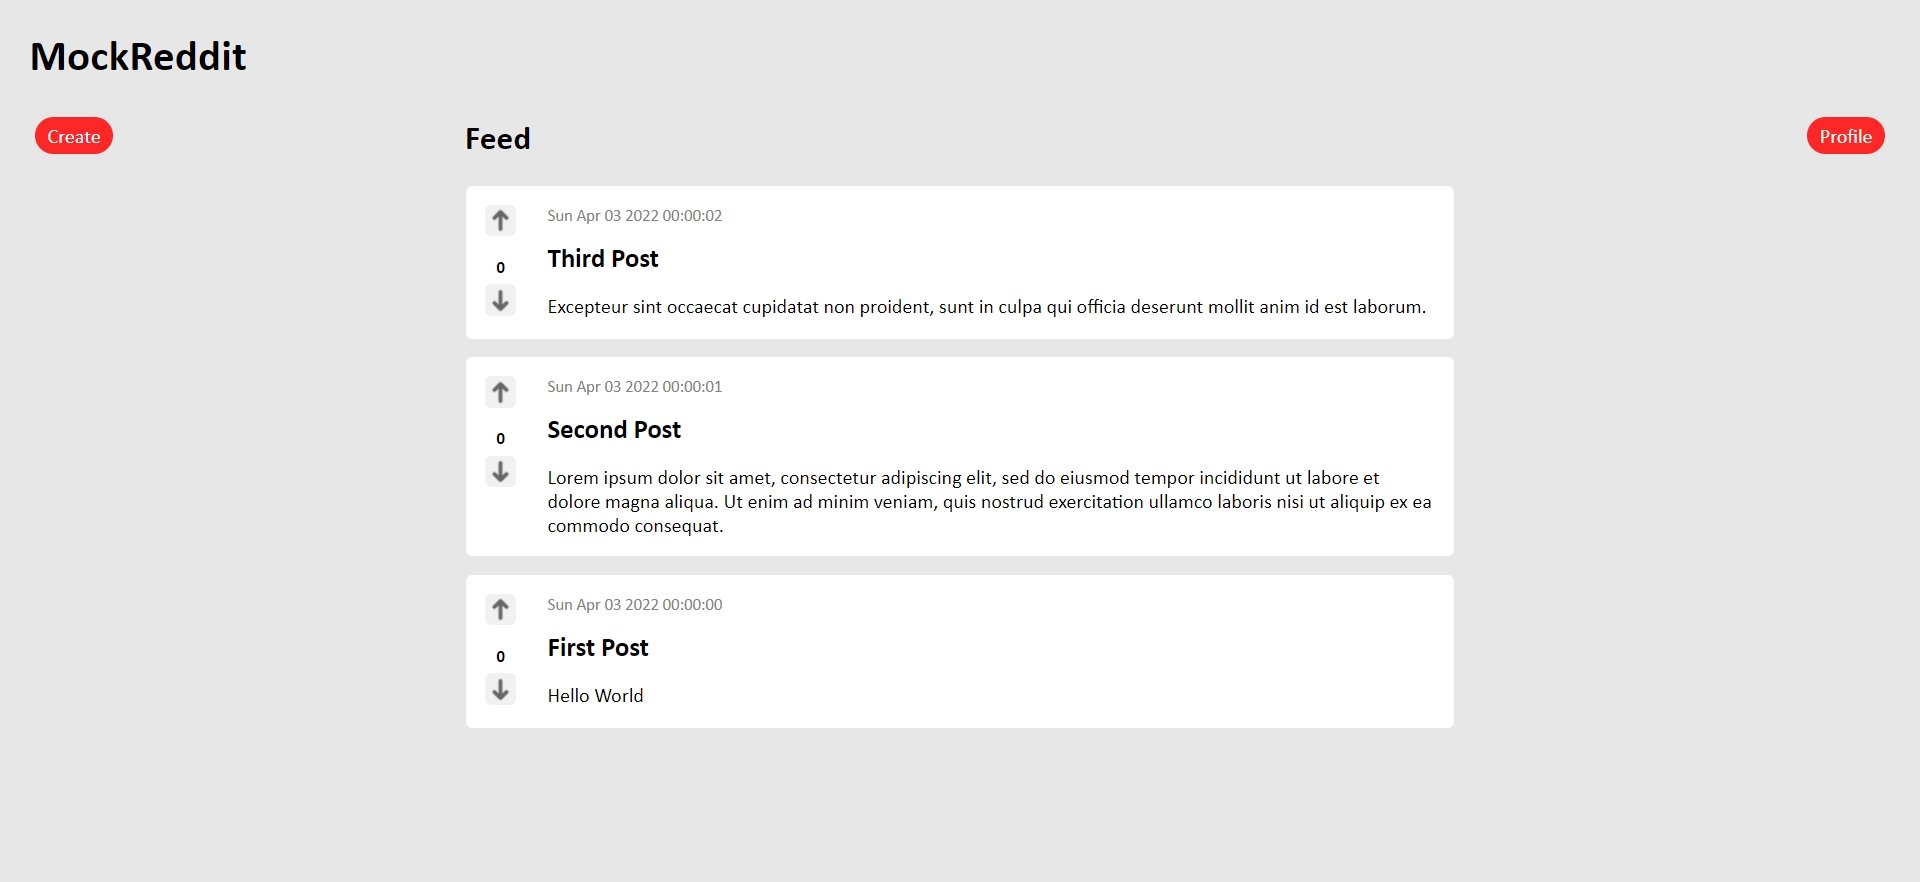 MockReddit
Create
Feed
Profile
Sun Apr 03 2022 00:00:02
Third Post
0
Excepteur sint occaecat cupidatat non proident, sunt in culpa qui officia deserunt mollit anim id est laborum.
Sun Apr 03 2022 00:00:01
Second Post
0
Lorem ipsum dolor sit amet, consectetur adipiscing elit, sed do eiusmod tempor incididunt ut labore et
dolore magna aliqua. Ut enim ad minim veniam, quis nostrud exercitation ullamco laboris nisi ut aliquip ex ea
commodo consequat.
Sun Apr 03 2022 00:00:00
First Post
0
Hello World